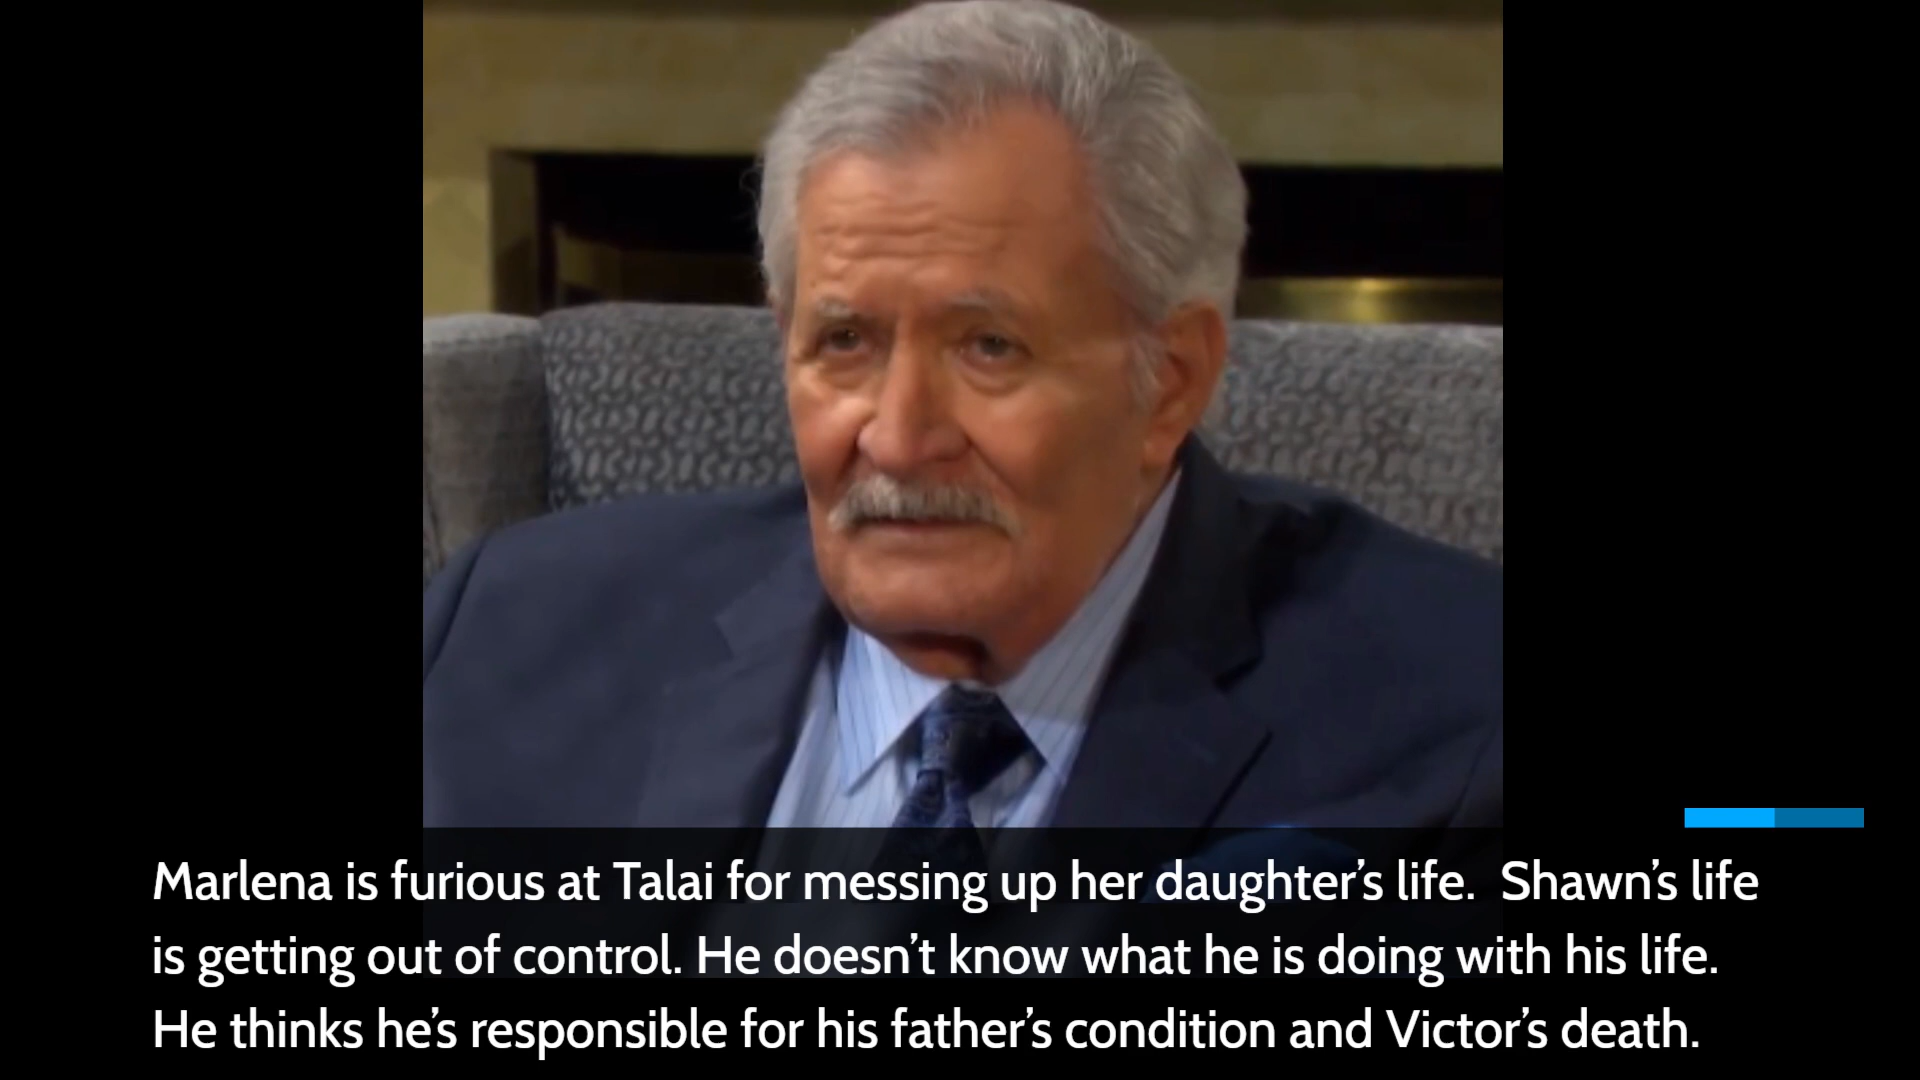 Marlena is furious at Talai for messing up her daughter’s life.  Shawn’s life
is getting out of control. He doesn’t know what he is doing with his life.
He thinks he’s responsible for his father’s condition and Victor’s death.